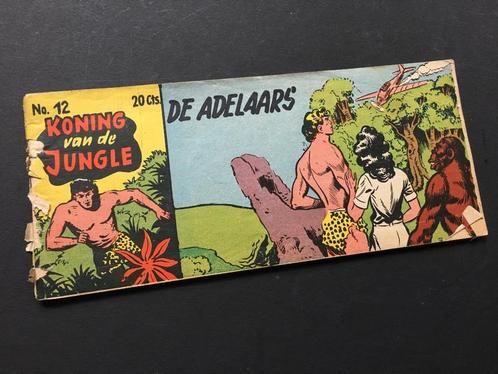 No. 12
20 Cts.
KONING
van de
JUNGLE
DE ADELAARS